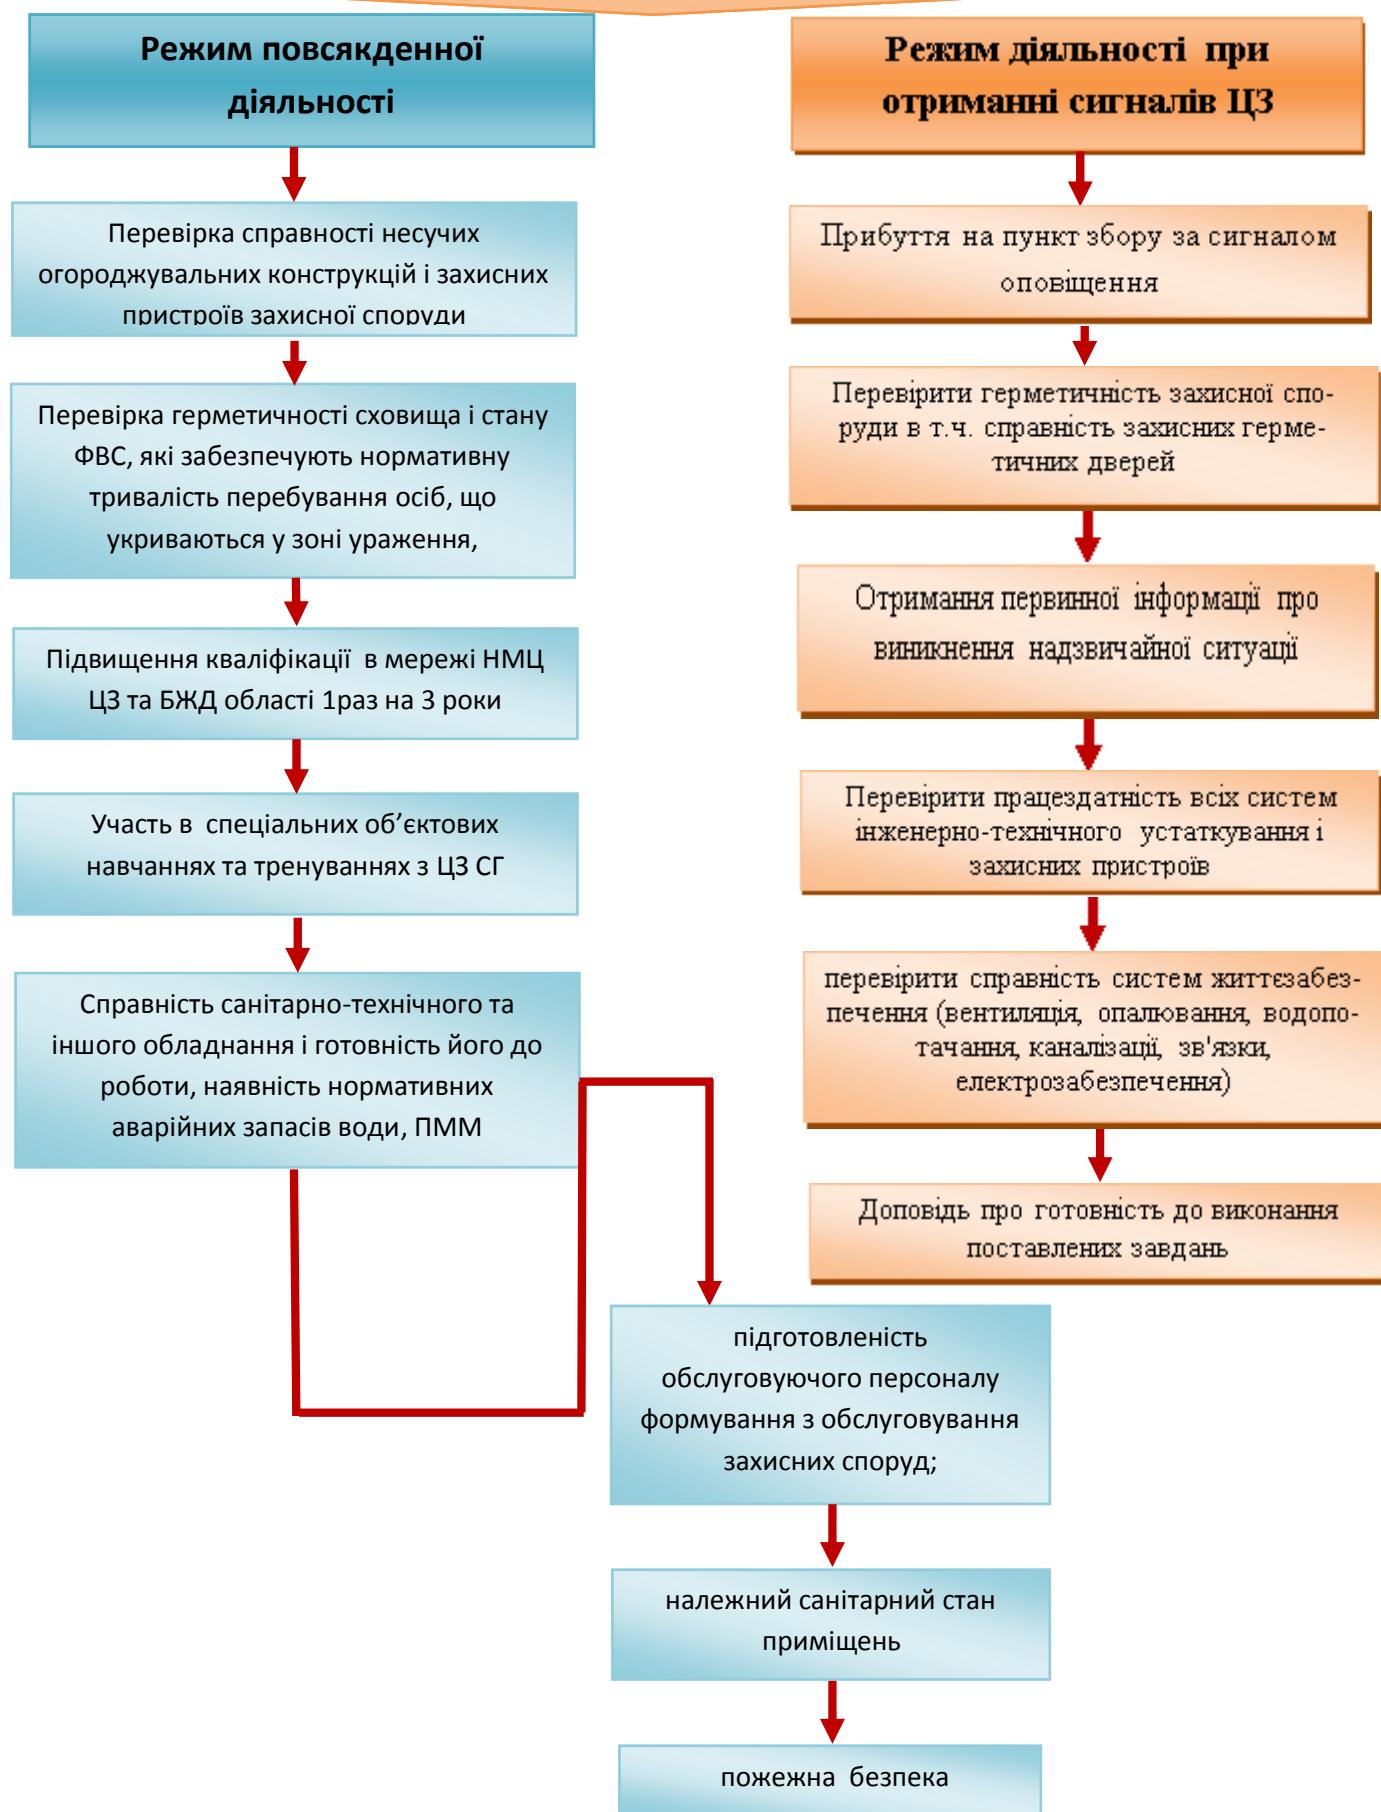 Режим повсякденної
діяльності
Перевірка справності несучих
огороджувальних конструкцій і захисних
пристроїв захисної споруди
Перевірка герметичності сховища і стану
ФВС, які забезпечують нормативну
тривалість перебування осіб, що
укриваються у зоні ураження,
Підвищення кваліфікації в мережі НМЦ
ЦЗ та БЖД області 1раз на 3 роки
Участь в спеціальних об’єктових
навчаннях та тренуваннях з ЦЗ СГ
Справність санітарно-технічного та
іншого обладнання і готовність його до
роботи, наявність нормативних
аварійних запасів води, ПММ
підготовленість
обслуговуючого персоналу
формування з обслуговування
захисних споруд;
належний санітарний стан
приміщень
пожежна безпека
Режим діяльності при
отриманні сигналів ЦЗ
Прибуття на пункт збору за сигналом
оповіщення
Перевірити герметичність захисної спо-
руди в т.ч. справність захисних герме-
тичних дверей
Отримання первинної інформації про
виникнення надзвичайної ситуації
Перевірити працездатність всіх систем
інженерно-технічного устаткування і
захисних пристроїв
перевірити справність систем життєзабез-
печення (вентиляція, опалювання, водопо-
тачання, каналізації, зв'язки,
електрозабезпечення)
Доповідь про готовність до виконання
поставлених завдань